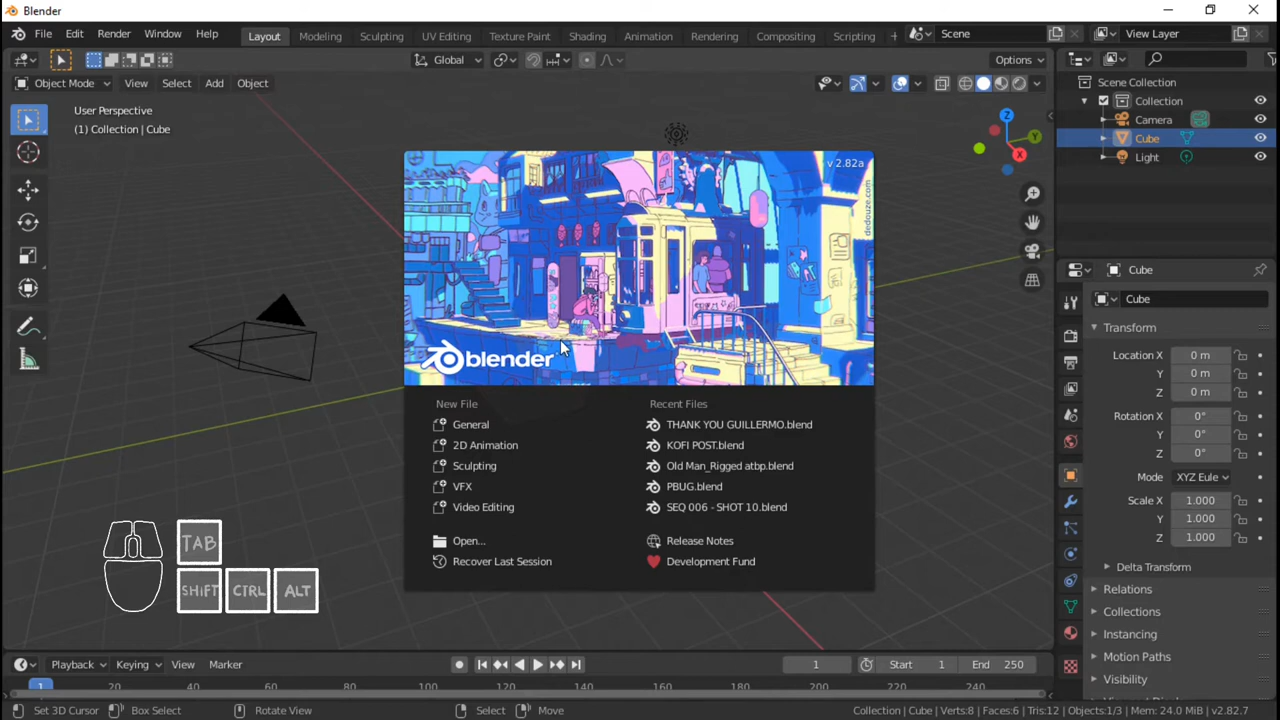 Blender
File Edit Render Window Help Layout Modeling Sculpting UV Editing Texture Paint Shading Animation Rendering Compositing Scripting + Scene View Layer
Global Options
Object Mode View Select Add Object
User Perspective
(1) Collection | Cube
Scene Collection
Collection
Camera
Cube
Light
Z
Y
X
v 2.82a
dedouze.com
blender
New File
General
2D Animation
Sculpting
VFX
Video Editing
Open...
Recover Last Session
Recent Files
THANK YOU GUILLERMO.blend
KOFI POST.blend
Old Man_Rigged atbp.blend
PBUG.blend
SEQ 006 - SHOT 10.blend
Release Notes
Development Fund
TAB
SHiFT CTRL ALT
Cube
Cube
Transform
Location X 0 m
Y 0 m
Z 0 m
Rotation X 0°
Y 0°
Z 0°
Mode XYZ Eule
Scale X 1.000
Y 1.000
Z 1.000
Delta Transform
Relations
Collections
Instancing
Motion Paths
Visibility
Playback Keying View Marker 1 Start 1 End 250
1 20 40 60 80 100 120 140 160 180 200 220 240
Set 3D Cursor Box Select Rotate View Select Move Collection | Cube | Verts:8 | Faces:6 | Tris:12 | Objects:1/3 | Mem: 24.0 MiB | v2.82.7